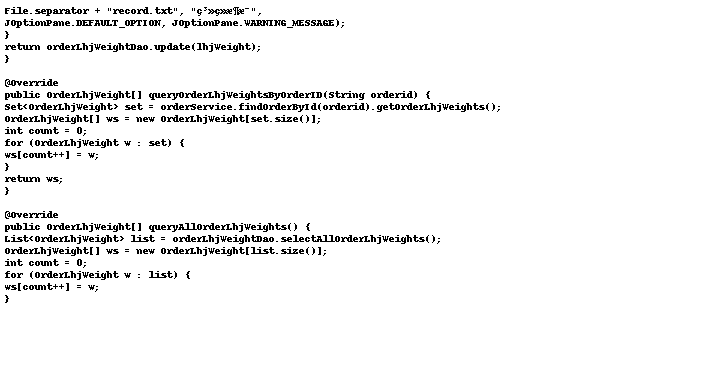 File.separator + "record.txt", "ç³»ç»æ¶æ¯",
JOptionPane.DEFAULT_OPTION, JOptionPane.WARNING_MESSAGE);
}
return orderLhjWeightDao.update(lhjWeight);
}
@Override
public OrderLhjWeight[] queryOrderLhjWeightsByOrderID(String orderid) {
Set<OrderLhjWeight> set = orderService.findOrderById(orderid).getOrderLhjWeights();
OrderLhjWeight[] ws = new OrderLhjWeight[set.size()];
int count = 0;
for (OrderLhjWeight w : set) {
ws[count++] = w;
}
return ws;
}
@Override
public OrderLhjWeight[] queryAllOrderLhjWeights() {
List<OrderLhjWeight> list = orderLhjWeightDao.selectAllOrderLhjWeights();
OrderLhjWeight[] ws = new OrderLhjWeight[list.size()];
int count = 0;
for (OrderLhjWeight w : list) {
ws[count++] = w;
}